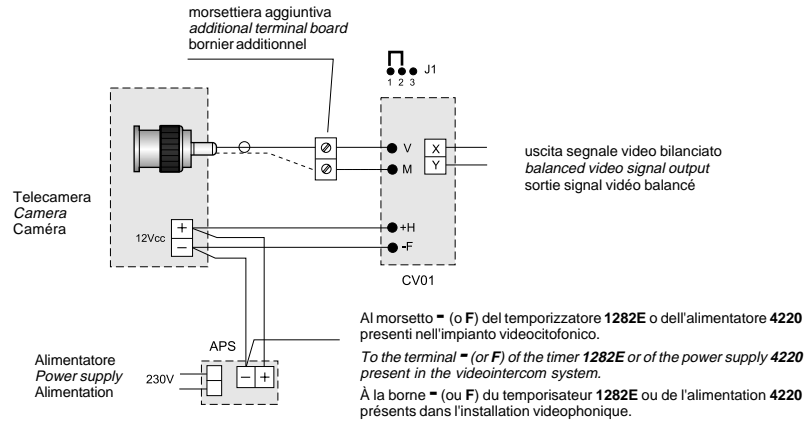 morsettiera aggiuntiva
additional terminal board
bornier additionnel
J1
1 2 3
V
M
X
Y
uscita segnale video bilanciato
balanced video signal output
sortie signal vidéo balancé
Telecamera
Camera
Caméra
12Vcc
+
−
+H
-F
CV01
Al morsetto - (o F) del temporizzatore 1282E o dell'alimentatore 4220
presenti nell'impianto videocitofonico.
To the terminal - (or F) of the timer 1282E or of the power supply 4220
present in the videointercom system.
À la borne - (ou F) du temporisateur 1282E ou de l'alimentation 4220
présents dans l'installation videophonique.
APS
Alimentatore
Power supply
Alimentation
230V
− +